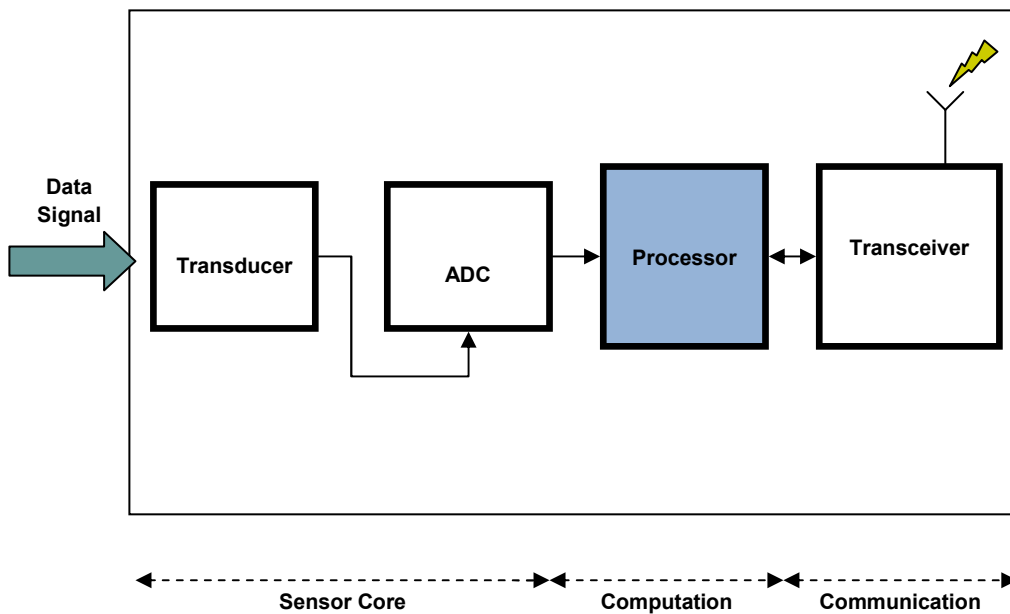 Data
Signal
Transducer
ADC
Processor
Transceiver
Sensor Core
Computation
Communication